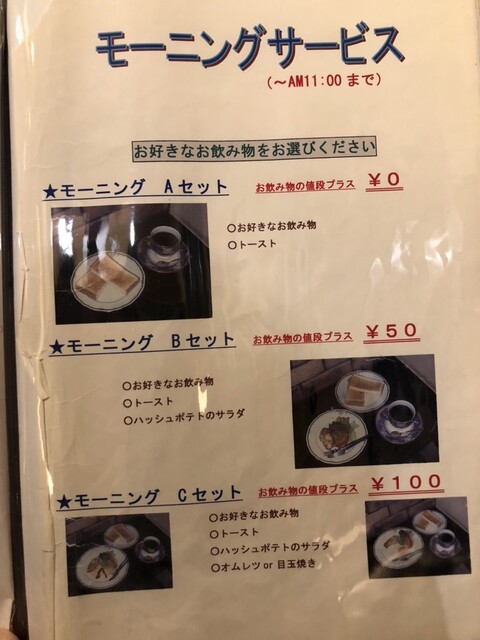 モーニングサービス
(～AM11:00 まで)
お好きなお飲み物をお選びください
★モーニング Aセット お飲み物の値段プラス ￥0
○お好きなお飲み物
○トースト
★モーニング Bセット お飲み物の値段プラス ￥50
○お好きなお飲み物
○トースト
○ハッシュポテトのサラダ
★モーニング Cセット お飲み物の値段プラス ￥100
○お好きなお飲み物
○トースト
○ハッシュポテトのサラダ
○オムレツ or 目玉焼き